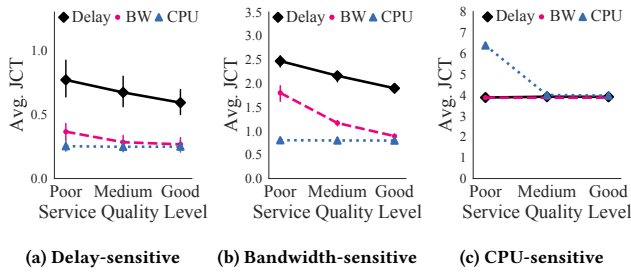 Delay BW CPU
Avg. JCT
1.0
0.5
0.0
Poor Medium Good
Service Quality Level
(a) Delay-sensitive
Delay BW CPU
Avg. JCT
3.5
3.0
2.5
2.0
1.5
1.0
0.5
0.0
Poor Medium Good
Service Quality Level
(b) Bandwidth-sensitive
Delay BW CPU
Avg. JCT
8
7
6
5
4
3
2
1
0
Poor Medium Good
Service Quality Level
(c) CPU-sensitive